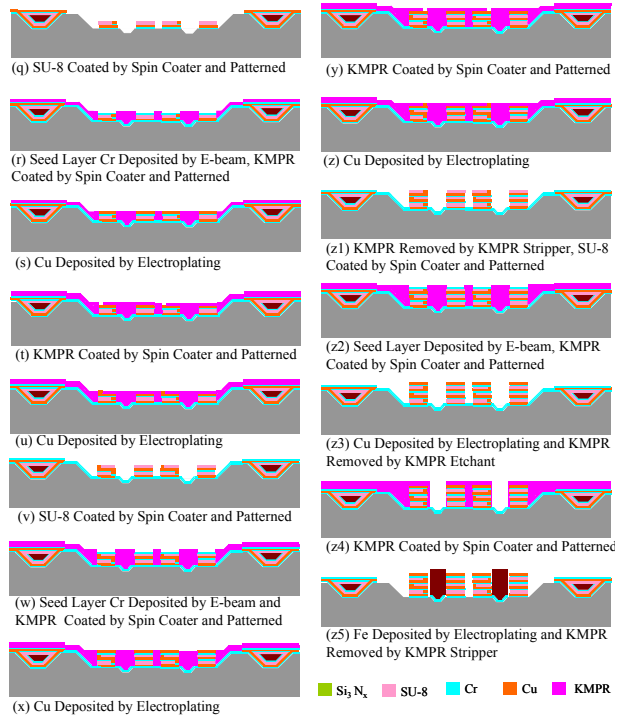 (q) SU-8 Coated by Spin Coater and Patterned
(r) Seed Layer Cr Deposited by E-beam, KMPR
Coated by Spin Coater and Patterned
(s) Cu Deposited by Electroplating
(t) KMPR Coated by Spin Coater and Patterned
(u) Cu Deposited by Electroplating
(v) SU-8 Coated by Spin Coater and Patterned
(w) Seed Layer Cr Deposited by E-beam and
KMPR Coated by Spin Coater and Patterned
(x) Cu Deposited by Electroplating
(y) KMPR Coated by Spin Coater and Patterned
(z) Cu Deposited by Electroplating
(z1) KMPR Removed by KMPR Stripper, SU-8
Coated by Spin Coater and Patterned
(z2) Seed Layer Deposited by E-beam, KMPR
Coated by Spin Coater and Patterned
(z3) Cu Deposited by Electroplating and KMPR
Removed by KMPR Etchant
(z4) KMPR Coated by Spin Coater and Patterned
(z5) Fe Deposited by Electroplating and KMPR
Removed by KMPR Stripper
Si3 Nx SU-8 Cr Cu KMPR